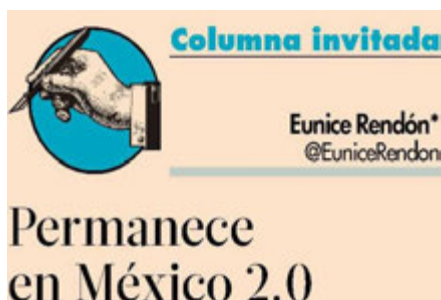 Columna invitada
Eunice Rendón*
@EuniceRendon
Permanece
en México 2.0